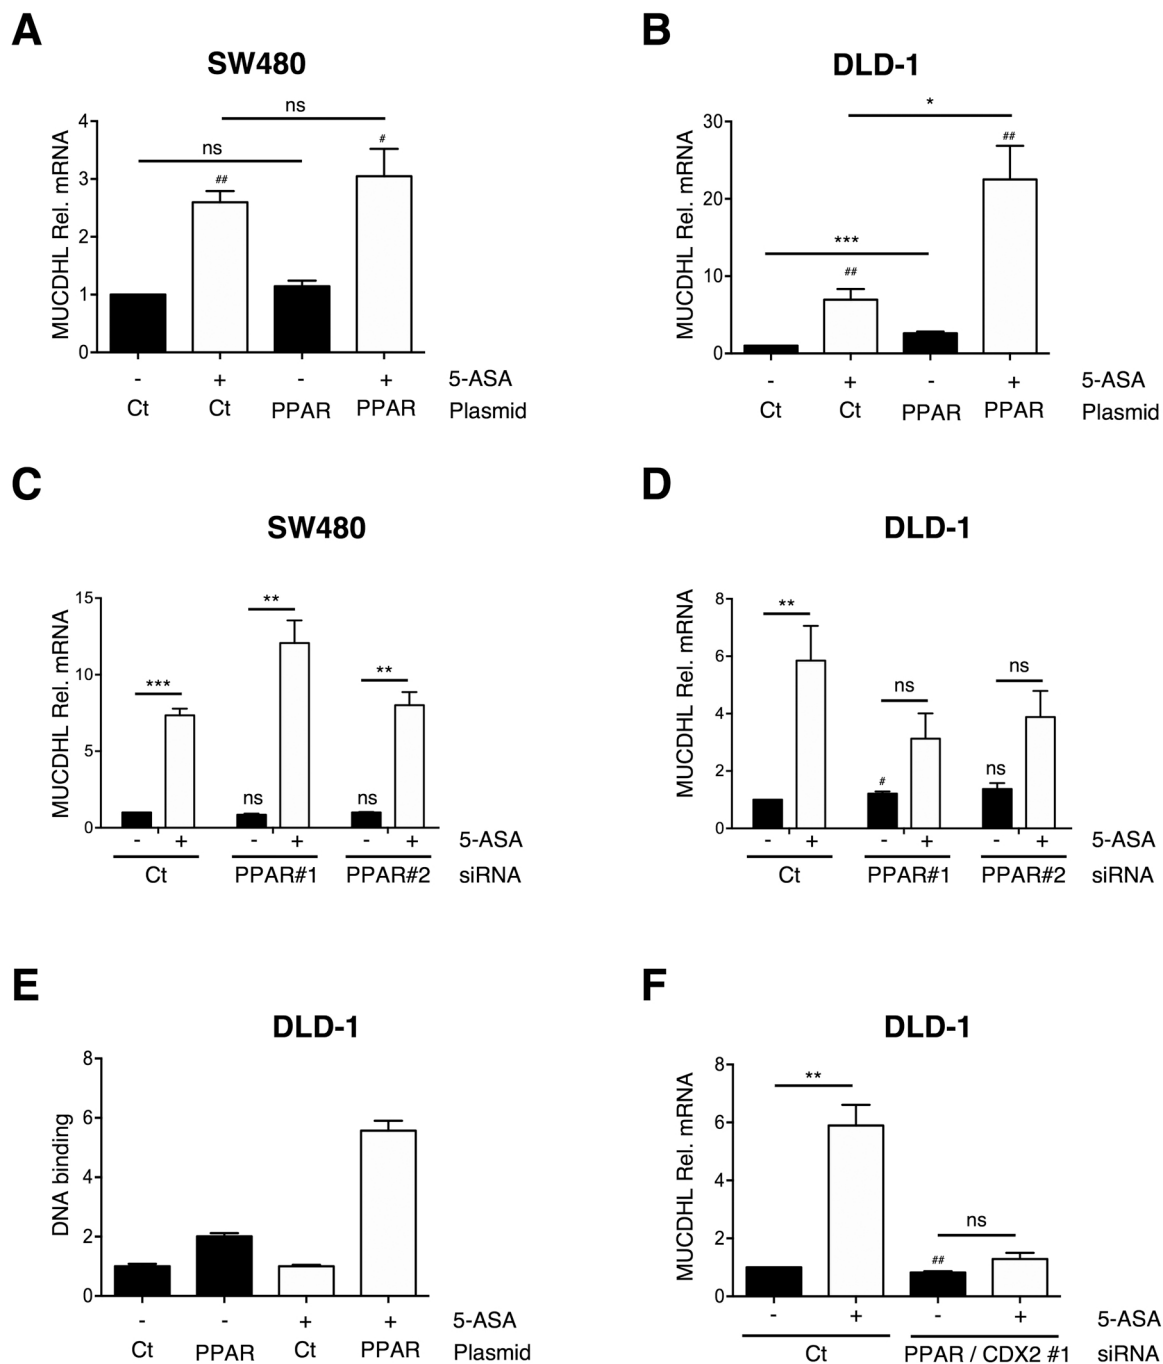 A
SW480
MUCDHL Rel. mRNA
4
3
2
1
0
ns
ns
##
#
- + - + 5-ASA
Ct Ct PPAR PPAR Plasmid
B
DLD-1
MUCDHL Rel. mRNA
30
20
10
0
*
***
##
##
- + - + 5-ASA
Ct Ct PPAR PPAR Plasmid
C
SW480
MUCDHL Rel. mRNA
15
10
5
0
***
**
**
ns ns
- + - + - + 5-ASA
Ct PPAR#1 PPAR#2 siRNA
D
DLD-1
MUCDHL Rel. mRNA
8
6
4
2
0
**
ns
ns
# ns
- + - + - + 5-ASA
Ct PPAR#1 PPAR#2 siRNA
E
DLD-1
DNA binding
8
6
4
2
0
- - + + 5-ASA
Ct PPAR Ct PPAR Plasmid
F
DLD-1
MUCDHL Rel. mRNA
8
6
4
2
0
**
ns
##
- + - + 5-ASA
Ct PPAR / CDX2 #1 siRNA